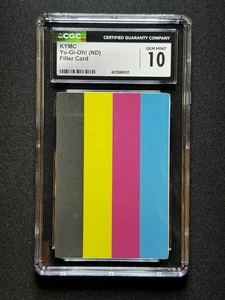 CGC
CERTIFIED GUARANTY COMPANY
KYMC
Yu-Gi-Oh! (ND)
Filler Card
GEM MINT
10